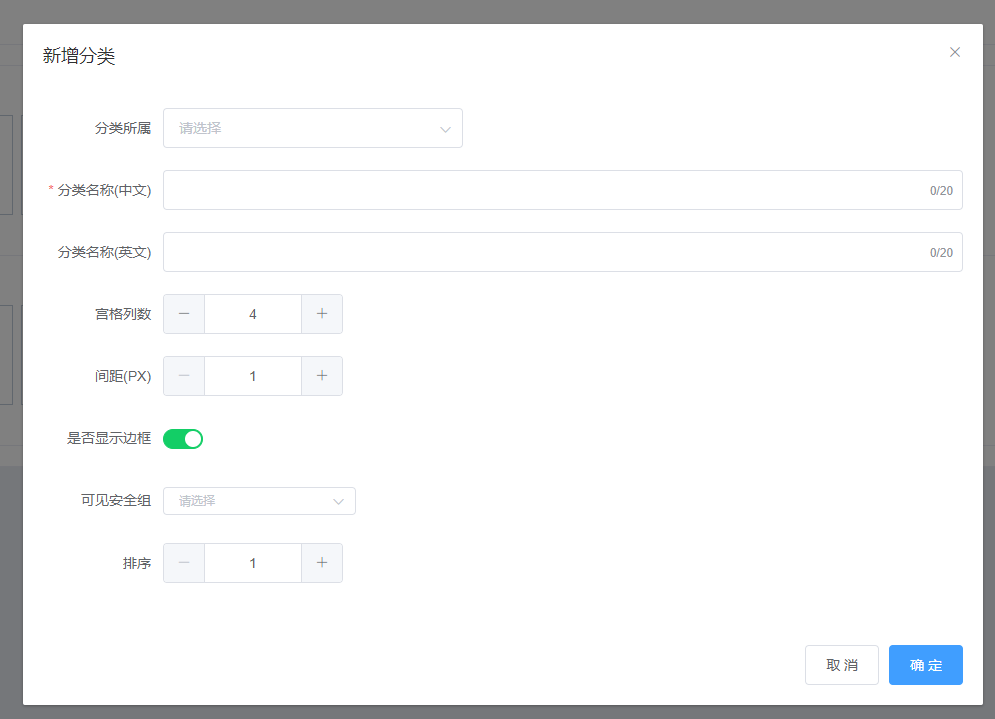 新增分类
分类所属 请选择
* 分类名称(中文) 0/20
分类名称(英文) 0/20
宫格列数 4
间距(PX) 1
是否显示边框
可见安全组 请选择
排序 1
取 消 确 定